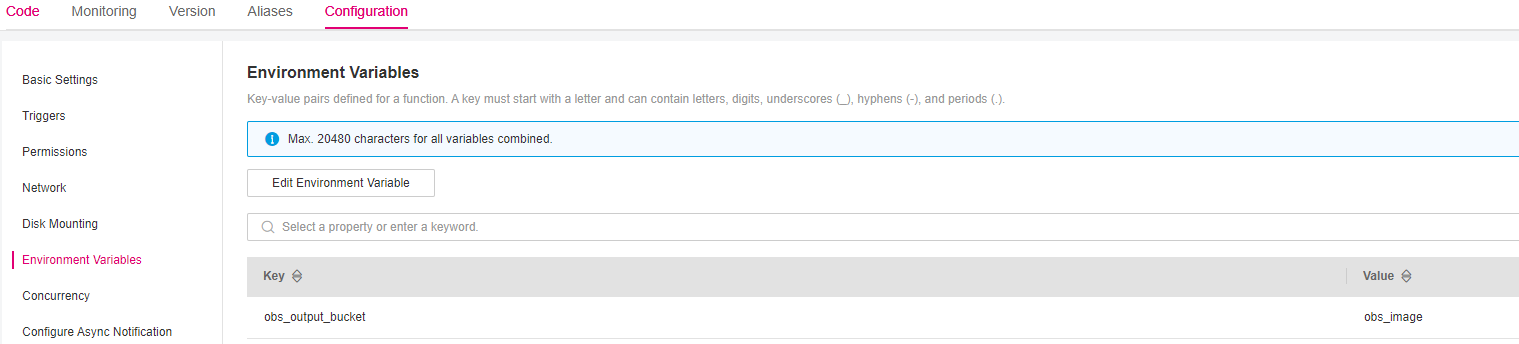 Code Monitoring Version Aliases Configuration
Basic Settings
Triggers
Permissions
Network
Disk Mounting
Environment Variables
Concurrency
Configure Async Notification
Environment Variables
Key-value pairs defined for a function. A key must start with a letter and can contain letters, digits, underscores (_), hyphens (-), and periods (.).
Max. 20480 characters for all variables combined.
Edit Environment Variable
Select a property or enter a keyword.
Key Value
obs_output_bucket obs_image